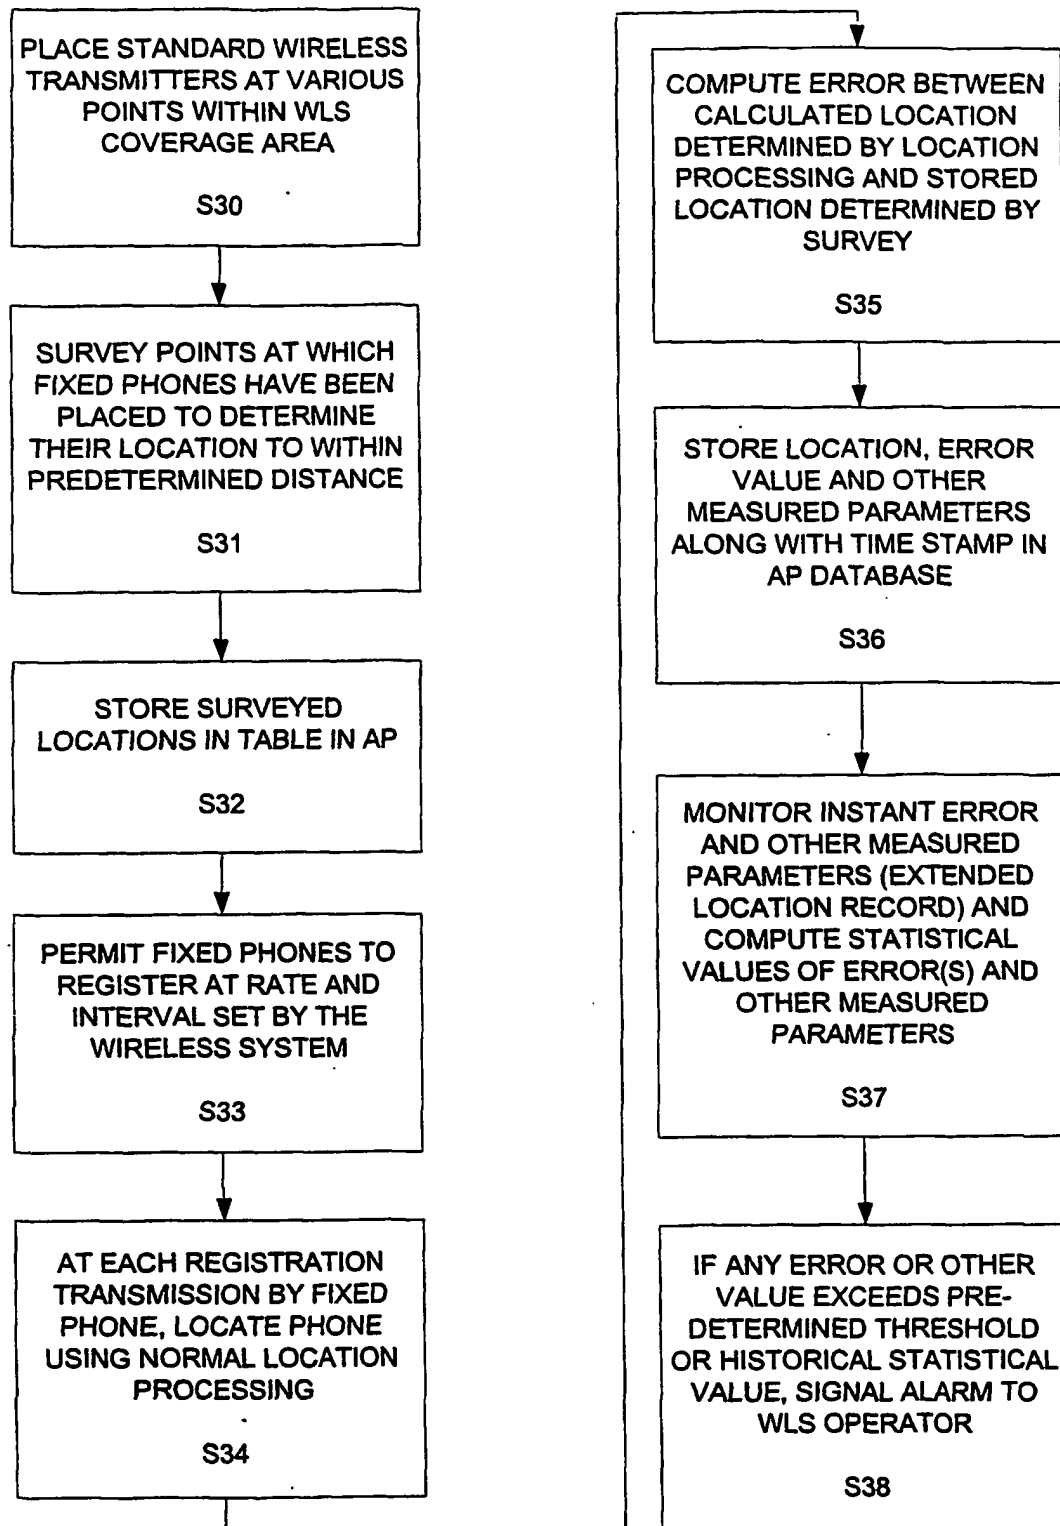 PLACE STANDARD WIRELESS
TRANSMITTERS AT VARIOUS
POINTS WITHIN WLS
COVERAGE AREA
S30
SURVEY POINTS AT WHICH
FIXED PHONES HAVE BEEN
PLACED TO DETERMINE
THEIR LOCATION TO WITHIN
PREDETERMINED DISTANCE
S31
STORE SURVEYED
LOCATIONS IN TABLE IN AP
S32
PERMIT FIXED PHONES TO
REGISTER AT RATE AND
INTERVAL SET BY THE
WIRELESS SYSTEM
S33
AT EACH REGISTRATION
TRANSMISSION BY FIXED
PHONE, LOCATE PHONE
USING NORMAL LOCATION
PROCESSING
S34
COMPUTE ERROR BETWEEN
CALCULATED LOCATION
DETERMINED BY LOCATION
PROCESSING AND STORED
LOCATION DETERMINED BY
SURVEY
S35
STORE LOCATION, ERROR
VALUE AND OTHER
MEASURED PARAMETERS
ALONG WITH TIME STAMP IN
AP DATABASE
S36
MONITOR INSTANT ERROR
AND OTHER MEASURED
PARAMETERS (EXTENDED
LOCATION RECORD) AND
COMPUTE STATISTICAL
VALUES OF ERROR(S) AND
OTHER MEASURED
PARAMETERS
S37
IF ANY ERROR OR OTHER
VALUE EXCEEDS PRE-
DETERMINED THRESHOLD
OR HISTORICAL STATISTICAL
VALUE, SIGNAL ALARM TO
WLS OPERATOR
S38